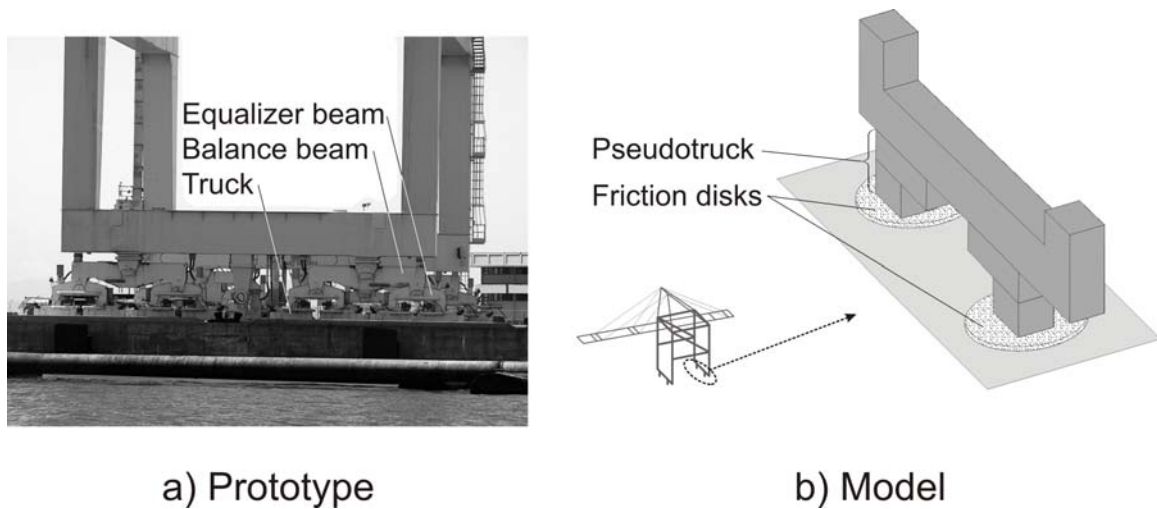 Equalizer beam
Balance beam
Truck
Pseudotruck
Friction disks
a) Prototype
b) Model